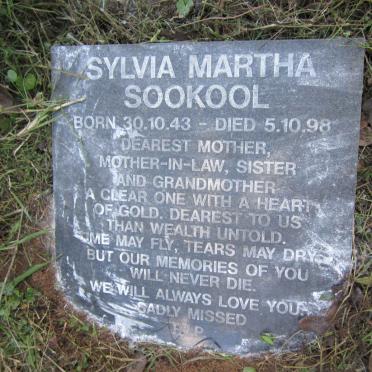 SYLVIA MARTHA
SOOKOOL
BORN 30.10.43 - DIED 5.10.98
DEAREST MOTHER,
MOTHER-IN-LAW, SISTER
AND GRANDMOTHER
A CLEAR ONE WITH A HEART
OF GOLD. DEAREST TO US
THAN WEALTH UNTOLD.
ME MAY FLY, TEARS MAY DRY
BUT OUR MEMORIES OF YOU
WILL NEVER DIE.
WE WILL ALWAYS LOVE YOU
SADLY MISSED
R.I.P.